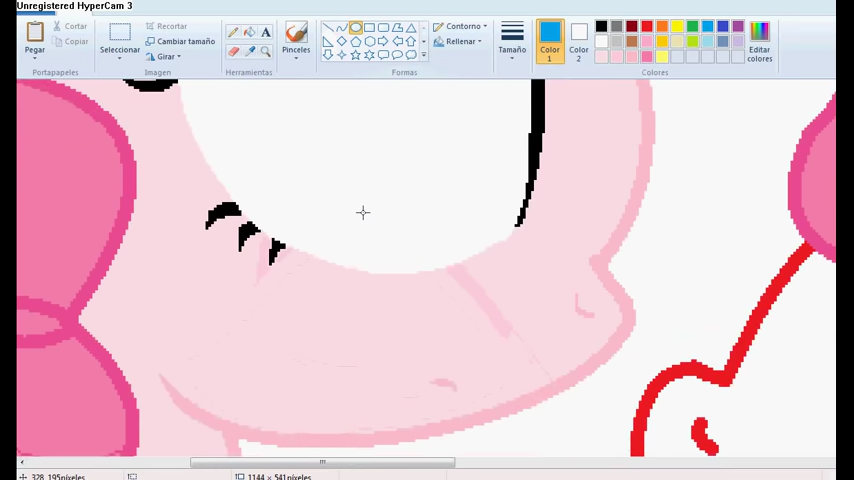 Unregistered HyperCam 3
Pegar
Cortar
Copiar
Portapapeles
Seleccionar
Recortar
Cambiar tamaño
Girar
Imagen
Herramientas
Pinceles
Formas
Contorno
Rellenar
Tamaño
Color
1
Color
2
Editar
colores
Colores
328, 195píxeles
1144 × 541píxeles